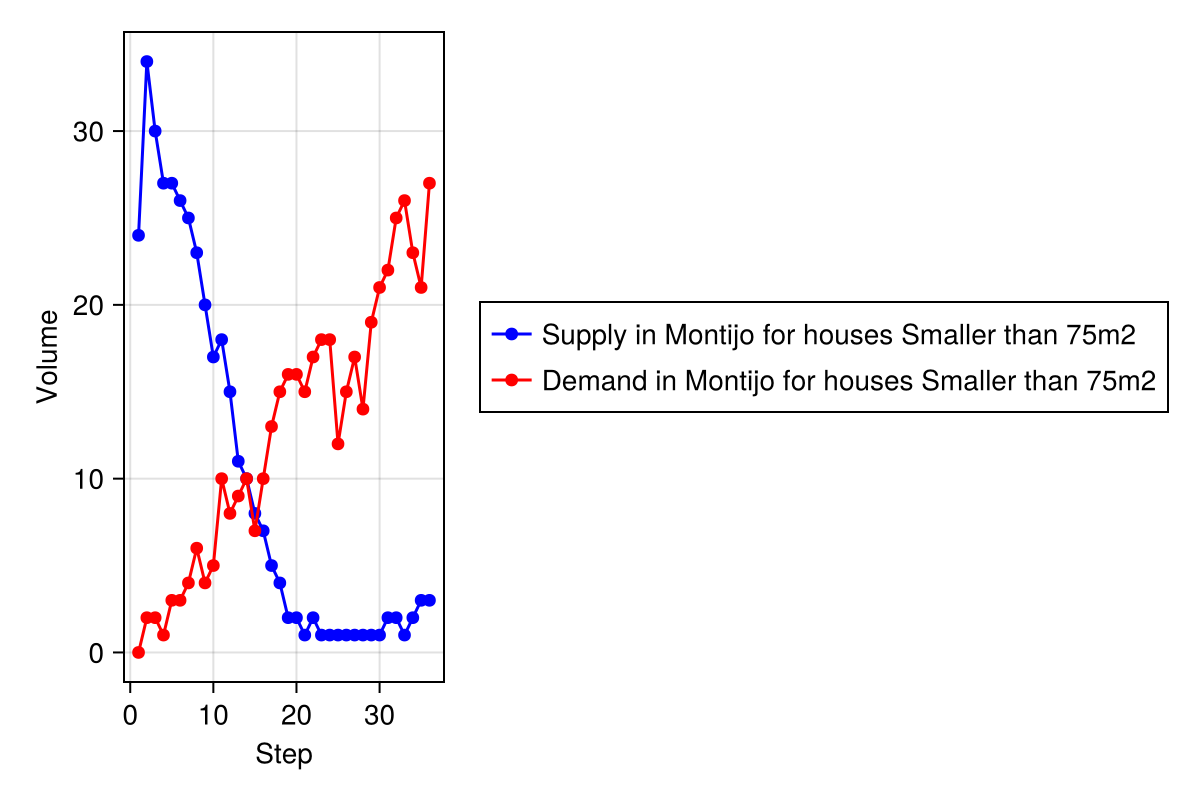 30
20
10
0
Volume
0 10 20 30
Step
Supply in Montijo for houses Smaller than 75m2
Demand in Montijo for houses Smaller than 75m2